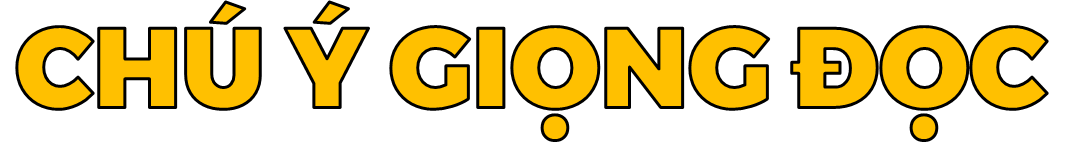 CHÚ Ý GIỌNG ĐỌC